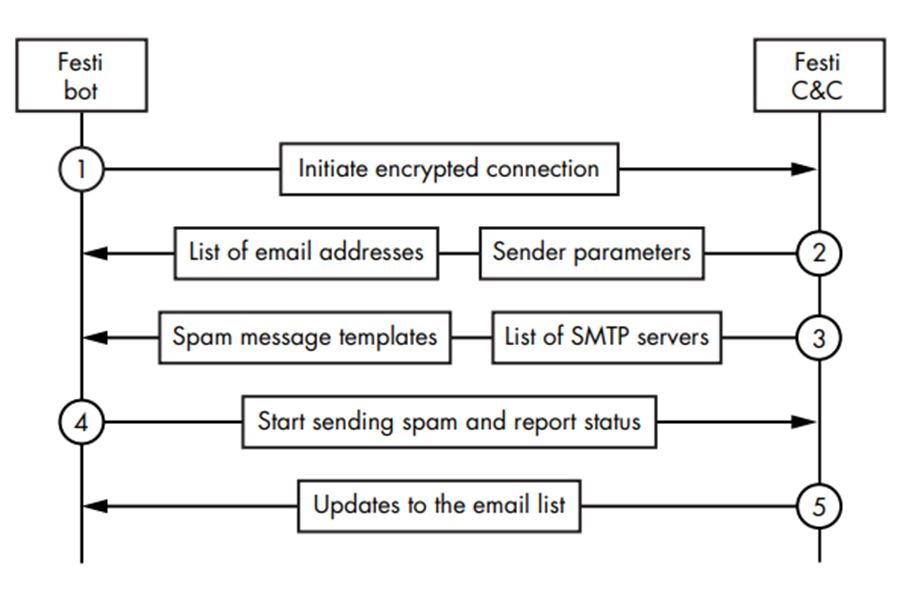 Festi
bot
Festi
C&C
1
Initiate encrypted connection
List of email addresses
Sender parameters
2
Spam message templates
List of SMTP servers
3
4
Start sending spam and report status
Updates to the email list
5